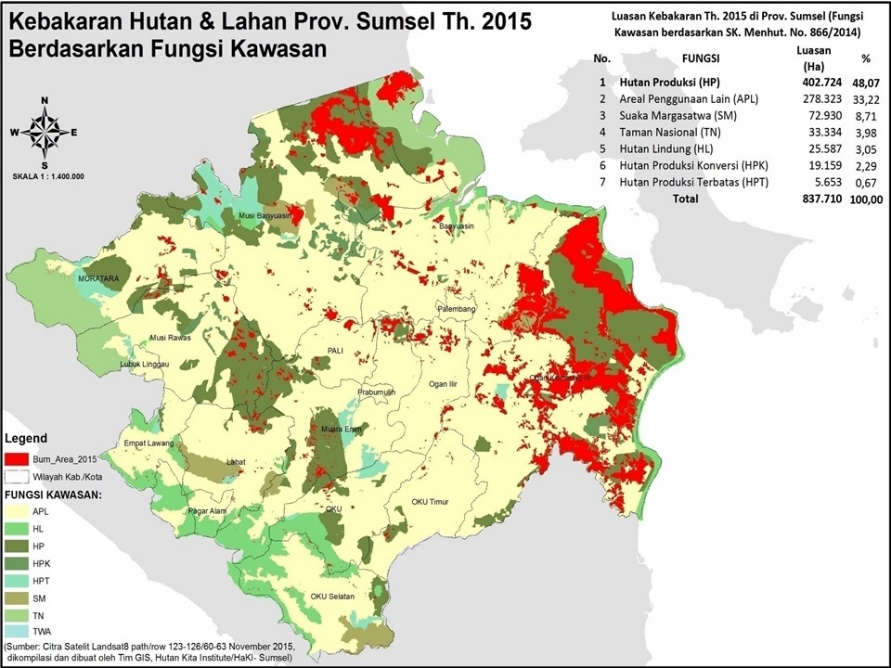 Kebakaran Hutan & Lahan Prov. Sumsel Th. 2015
Berdasarkan Fungsi Kawasan
Luasan Kebakaran Th. 2015 di Prov. Sumsel (Fungsi
Kawasan berdasarkan SK. Menhut. No. 866/2014)
No. FUNGSI Luasan (Ha) %
1 Hutan Produksi (HP) 402.724 48,07
2 Areal Penggunaan Lain (APL) 278.323 33,22
3 Suaka Margasatwa (SM) 72.930 8,71
4 Taman Nasional (TN) 33.334 3,98
5 Hutan Lindung (HL) 25.587 3,05
6 Hutan Produksi Konversi (HPK) 19.159 2,29
7 Hutan Produksi Terbatas (HPT) 5.653 0,67
Total 837.710 100,00
N
W E
S
SKALA 1 : 1.400.000
Musi Banyuasin
Banyuasin
MURATARA
Palembang
Musi Rawas
PALI
Lubuk Linggau
Ogan Ilir
Prabumulih
Muara Enim
Empat Lawang
Lahat
OKU Timur
Pagar Alam
OKU
OKU Selatan
Legend
Burn_Area_2015
Wilayah Kab./Kota
FUNGSI KAWASAN:
APL
HL
HP
HPK
HPT
SM
TN
TWA
(Sumber: Citra Satelit Landsat8 path/row 123-126/60-63 November 2015,
dikompilasi dan dibuat oleh Tim GIS, Hutan Kita Institute/HaKI- Sumsel)